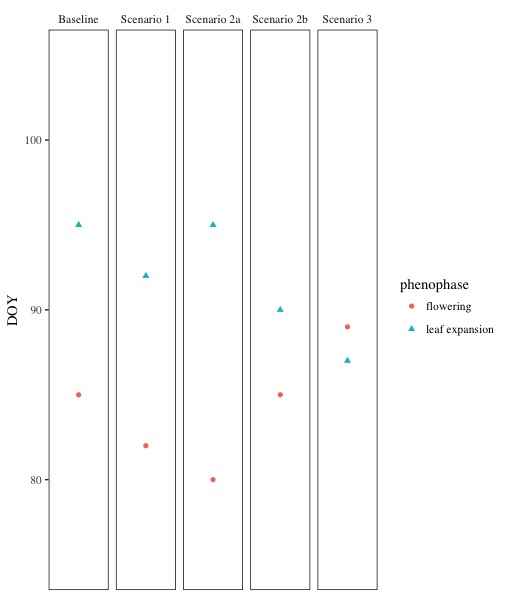 Baseline Scenario 1 Scenario 2a Scenario 2b Scenario 3
100
90
80
DOY
phenophase
flowering
leaf expansion